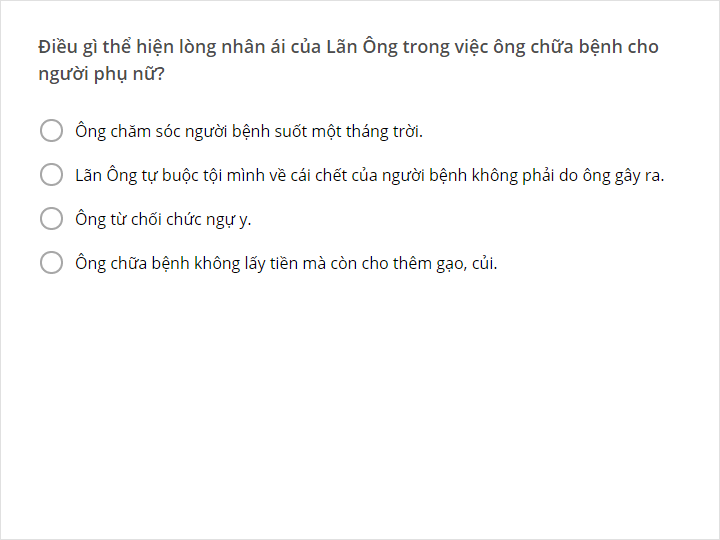 Điều gì thể hiện lòng nhân ái của Lãn Ông trong việc ông chữa bệnh cho
người phụ nữ?
Ông chăm sóc người bệnh suốt một tháng trời.
Lãn Ông tự buộc tội mình về cái chết của người bệnh không phải do ông gây ra.
Ông từ chối chức ngự y.
Ông chữa bệnh không lấy tiền mà còn cho thêm gạo, củi.